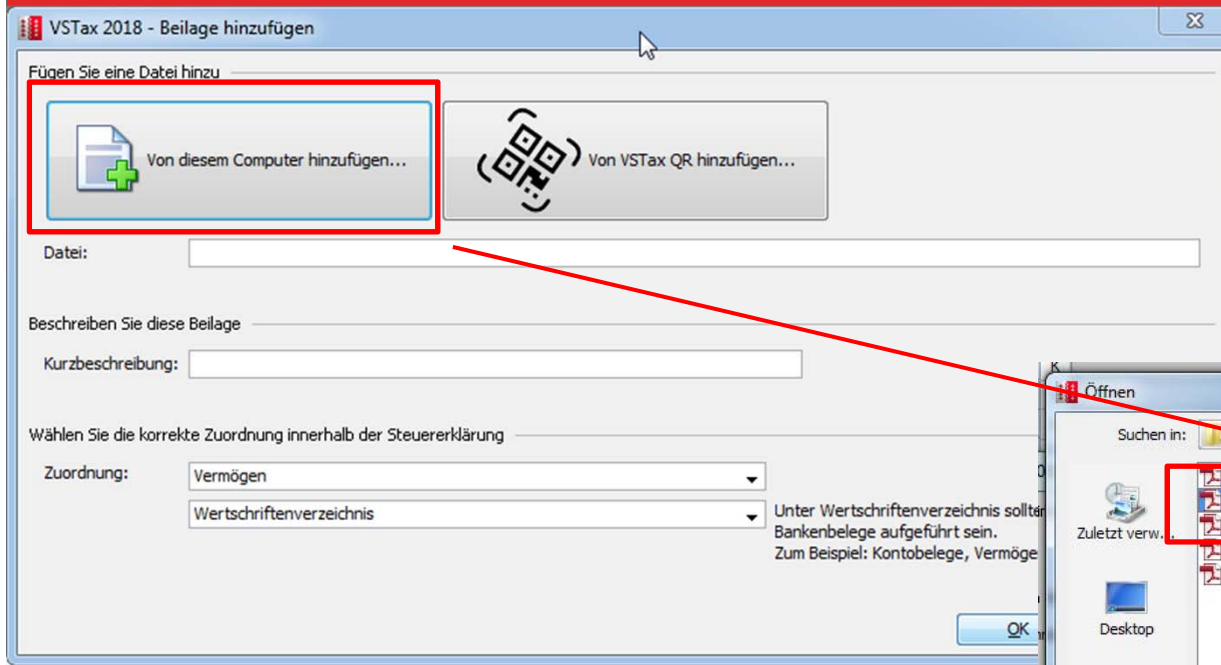 VSTax 2018 - Beilage hinzufügen
Fügen Sie eine Datei hinzu
Von diesem Computer hinzufügen...
Von VSTax QR hinzufügen...
Datei:
Beschreiben Sie diese Beilage
Kurzbeschreibung:
Wählen Sie die korrekte Zuordnung innerhalb der Steuererklärung
Zuordnung:
Vermögen
Wertschriftenverzeichnis
Unter Wertschriftenverzeichnis sollten
Bankenbelege aufgeführt sein.
Zum Beispiel: Kontobelege, Vermöge
OK
Öffnen
Suchen in:
Zuletzt verw...
Desktop